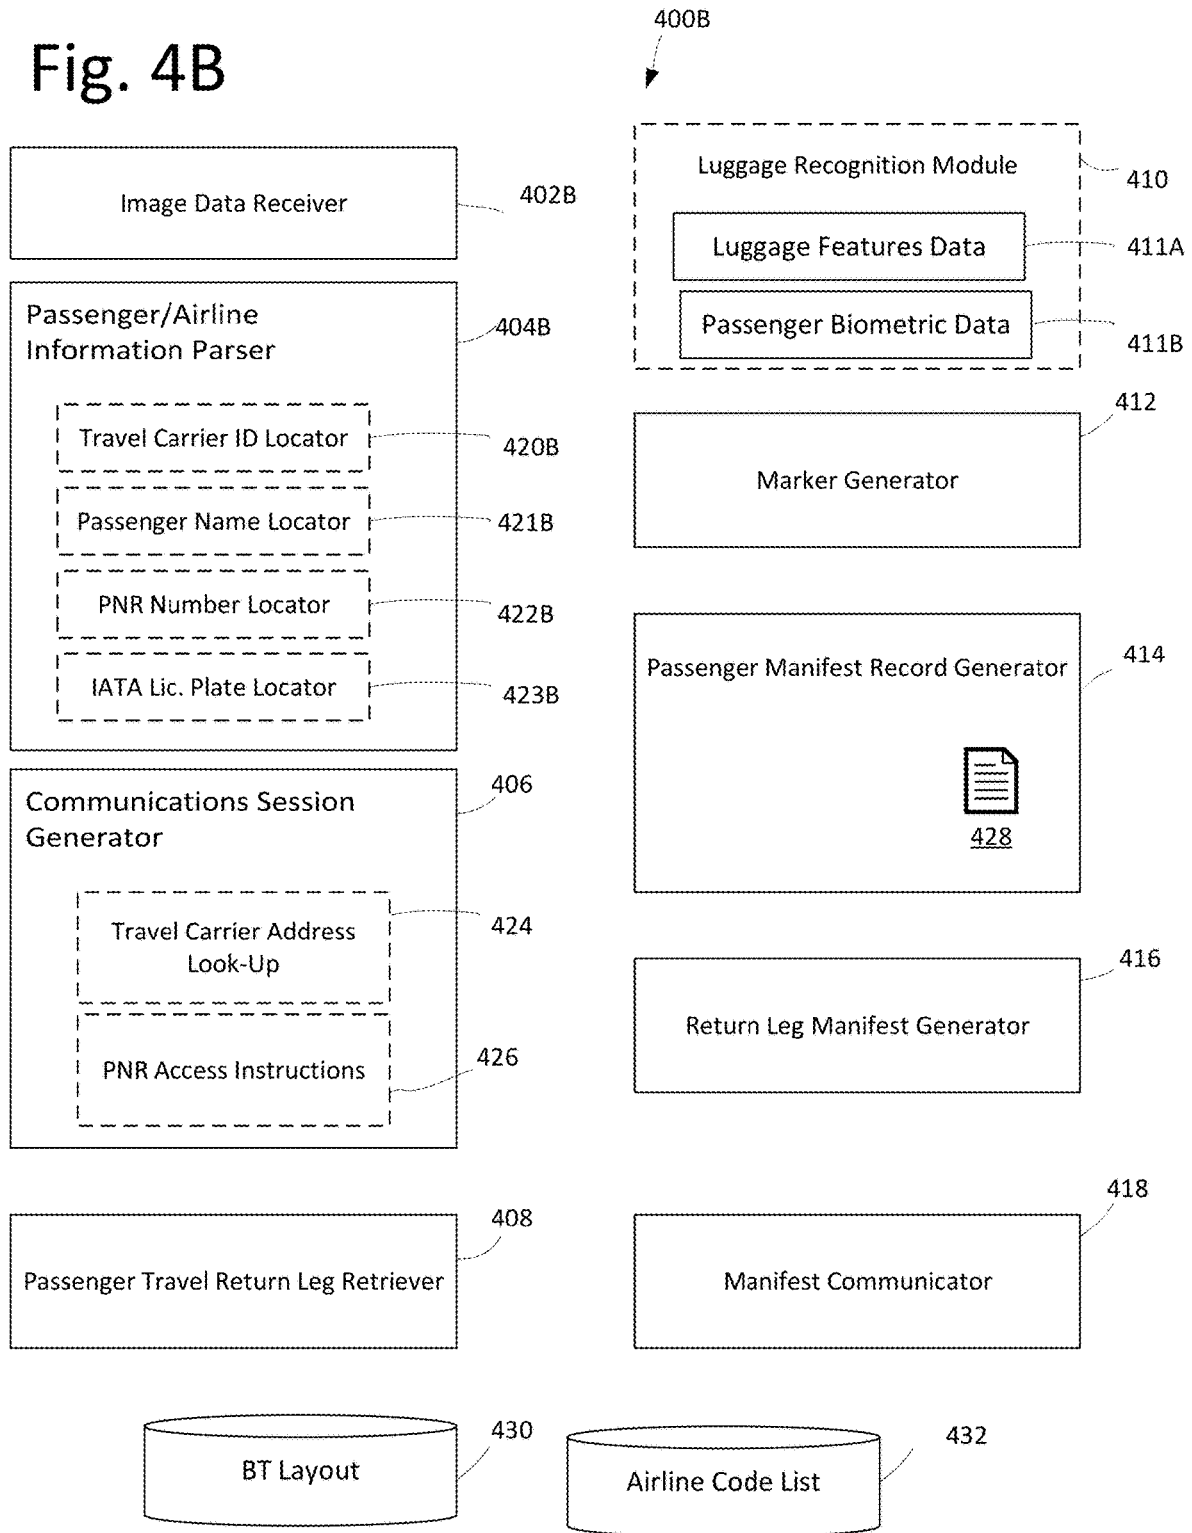 Fig. 4B
400B
Image Data Receiver
402B
Passenger/Airline
Information Parser
404B
Travel Carrier ID Locator
420B
Passenger Name Locator
421B
PNR Number Locator
422B
IATA Lic. Plate Locator
423B
Communications Session
Generator
406
Travel Carrier Address
Look-Up
424
PNR Access Instructions
426
Passenger Travel Return Leg Retriever
408
Luggage Recognition Module
410
Luggage Features Data
411A
Passenger Biometric Data
411B
Marker Generator
412
Passenger Manifest Record Generator
414
428
Return Leg Manifest Generator
416
Manifest Communicator
418
BT Layout
430
Airline Code List
432